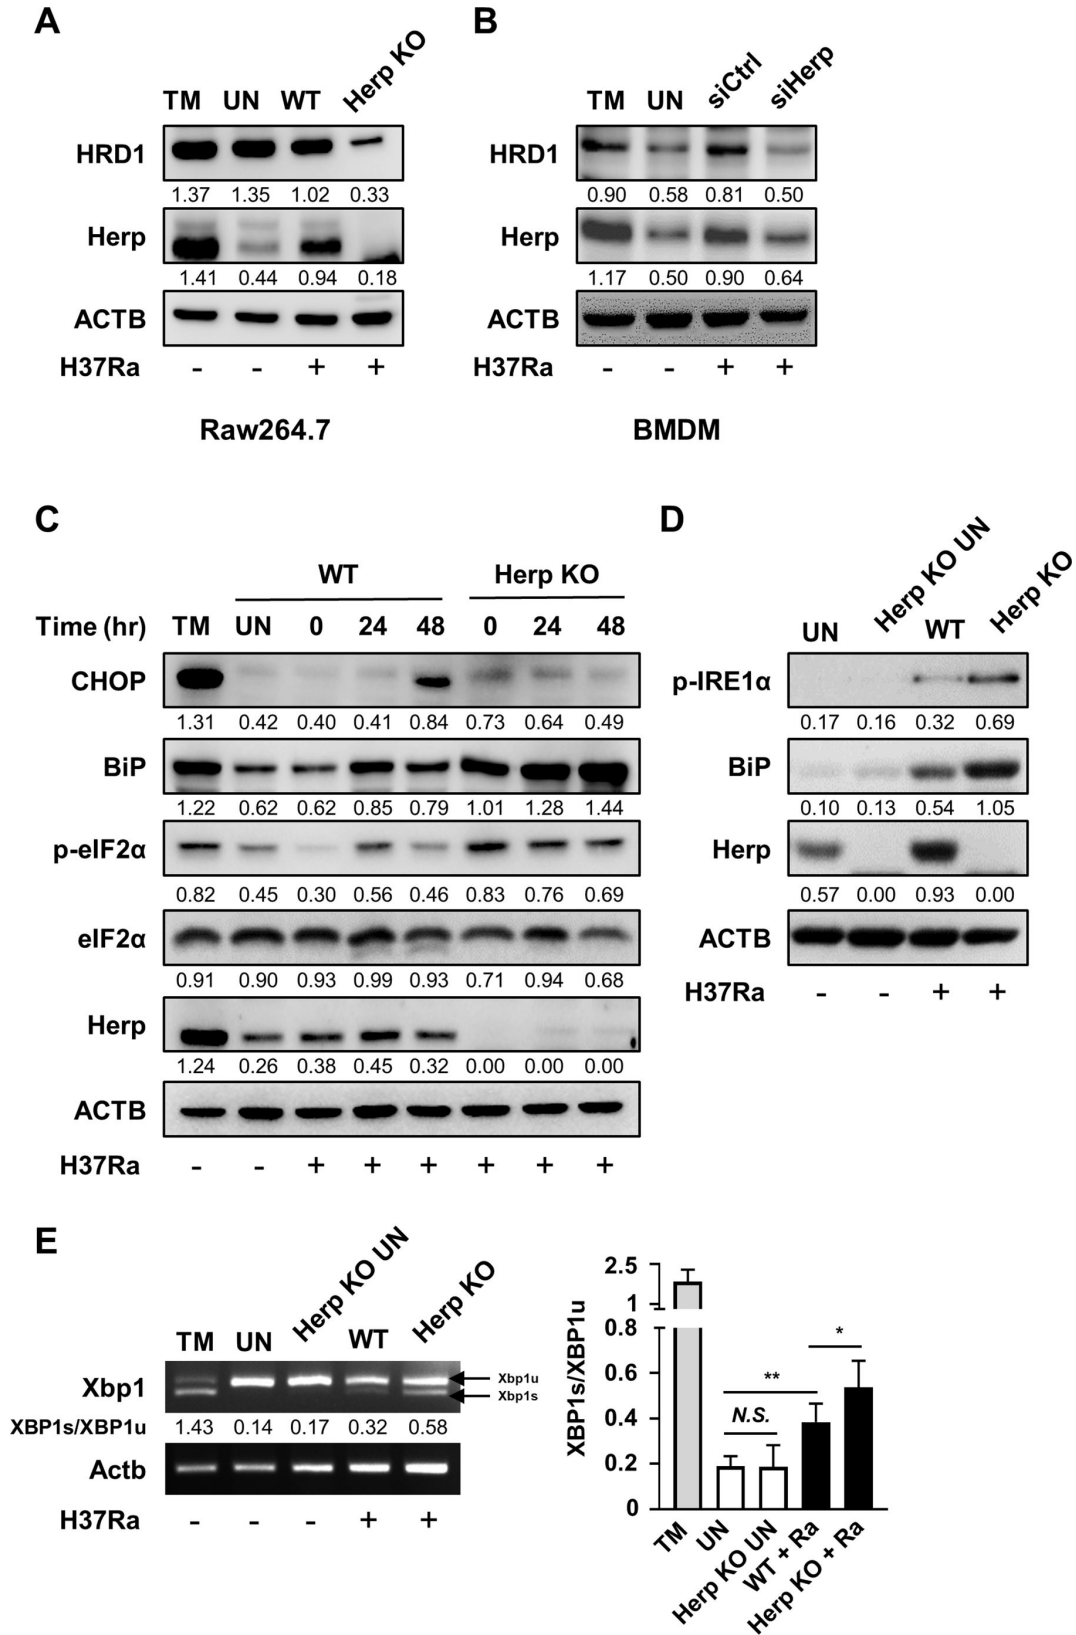 A
TM UN WT Herp KO
HRD1
1.37 1.35 1.02 0.33
Herp
1.41 0.44 0.94 0.18
ACTB
H37Ra - - + +
Raw264.7
B
TM UN siCtrl siHerp
HRD1
0.90 0.58 0.81 0.50
Herp
1.17 0.50 0.90 0.64
ACTB
H37Ra - - + +
BMDM
C
WT Herp KO
Time (hr) TM UN 0 24 48 0 24 48
CHOP
1.31 0.42 0.40 0.41 0.84 0.73 0.64 0.49
BiP
1.22 0.62 0.62 0.85 0.79 1.01 1.28 1.44
p-eIF2α
0.82 0.45 0.30 0.56 0.46 0.83 0.76 0.69
eIF2α
0.91 0.90 0.93 0.99 0.93 0.71 0.94 0.68
Herp
1.24 0.26 0.38 0.45 0.32 0.00 0.00 0.00
ACTB
H37Ra - - + + + + + +
D
UN Herp KO UN WT Herp KO
p-IRE1α
0.17 0.16 0.32 0.69
BiP
0.10 0.13 0.54 1.05
Herp
0.57 0.00 0.93 0.00
ACTB
H37Ra - - + +
E
TM UN Herp KO UN WT Herp KO
Xbp1
Xbp1u
Xbp1s
XBP1s/XBP1u 1.43 0.14 0.17 0.32 0.58
Actb
H37Ra - - - + +
XBP1s/XBP1u
2.5
1
0.8
0.6
0.4
0.2
0
*
**
N.S.
TM
UN
Herp KO UN
WT + Ra
Herp KO + Ra